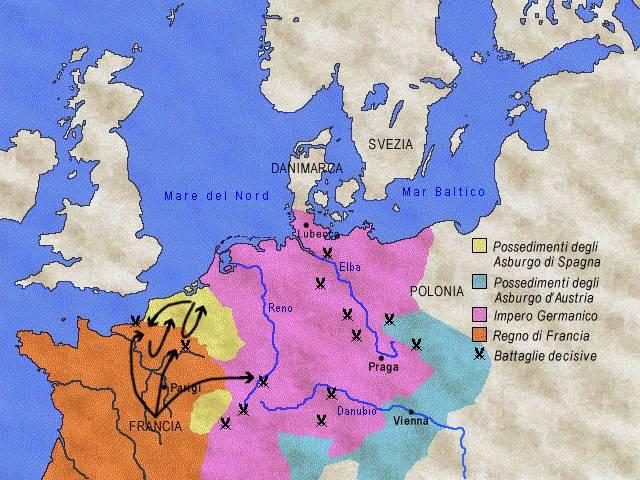 SVEZIA
DANIMARCA
Mare del Nord
Mar Baltico
Lubecca
Elba
POLONIA
Reno
Praga
Parigi
FRANCIA
Danubio
Vienna
Possedimenti degli
Asburgo di Spagna
Possedimenti degli
Asburgo d'Austria
Impero Germanico
Regno di Francia
Battaglie decisive